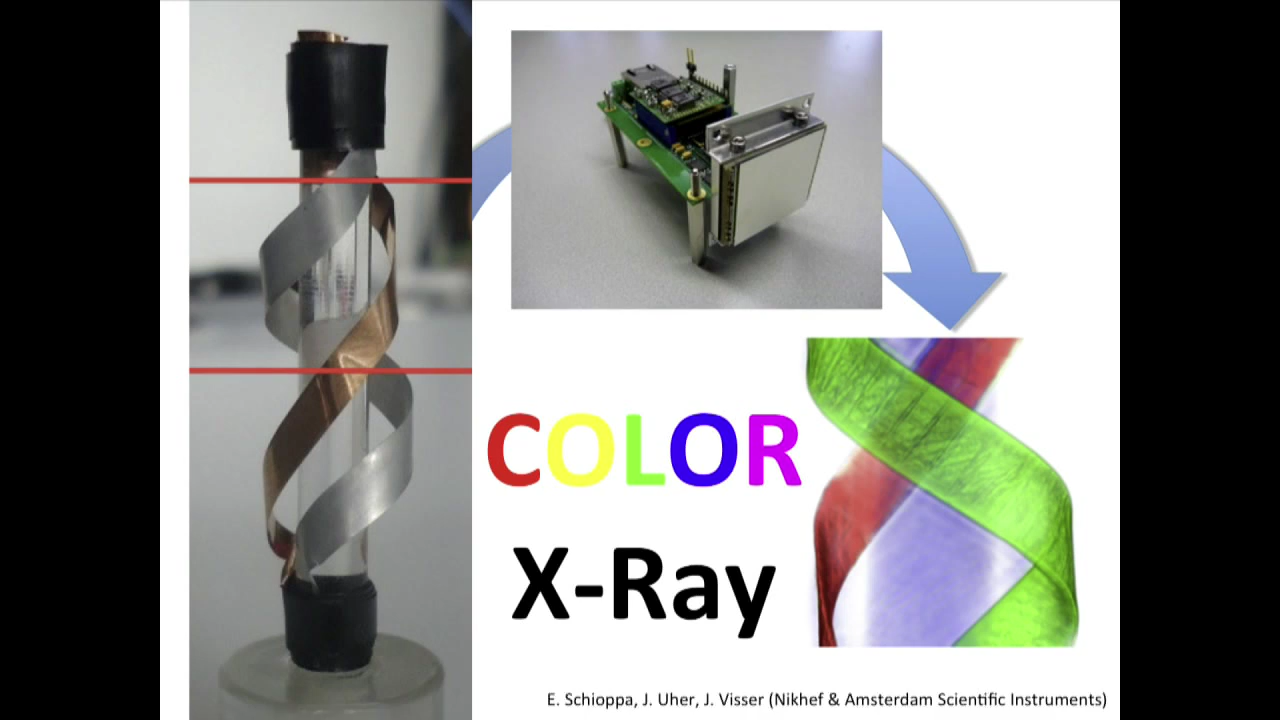 COLOR
X-Ray
E. Schioppa, J. Uher, J. Visser (Nikhef & Amsterdam Scientific Instruments)